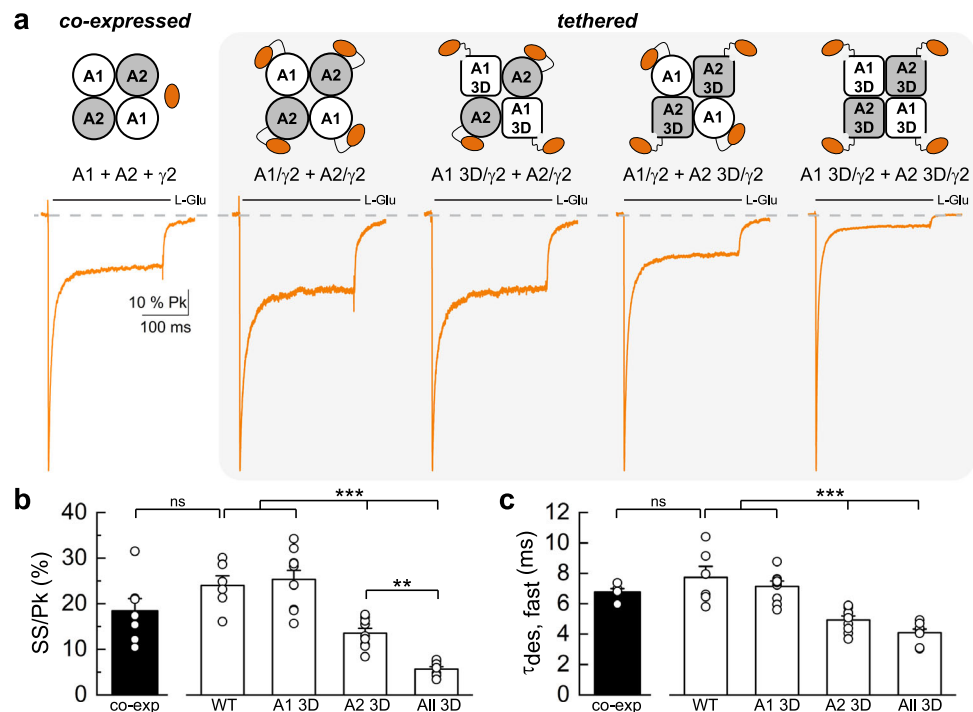 a
co-expressed
tethered
A1 A2
A2 A1
A1 A2
A2 A1
A1 3D A2
A2 A1 3D
A1 A2 3D
A2 3D A1
A1 3D A2 3D
A2 3D A1 3D
A1 + A2 + γ2
A1/γ2 + A2/γ2
A1 3D/γ2 + A2/γ2
A1/γ2 + A2 3D/γ2
A1 3D/γ2 + A2 3D/γ2
L-Glu
L-Glu
L-Glu
L-Glu
L-Glu
10 % Pk
100 ms
b
ns
***
**
SS/Pk (%)
40
30
20
10
0
co-exp WT A1 3D A2 3D All 3D
c
ns
***
τdes, fast (ms)
12
10
8
6
4
2
0
co-exp WT A1 3D A2 3D All 3D